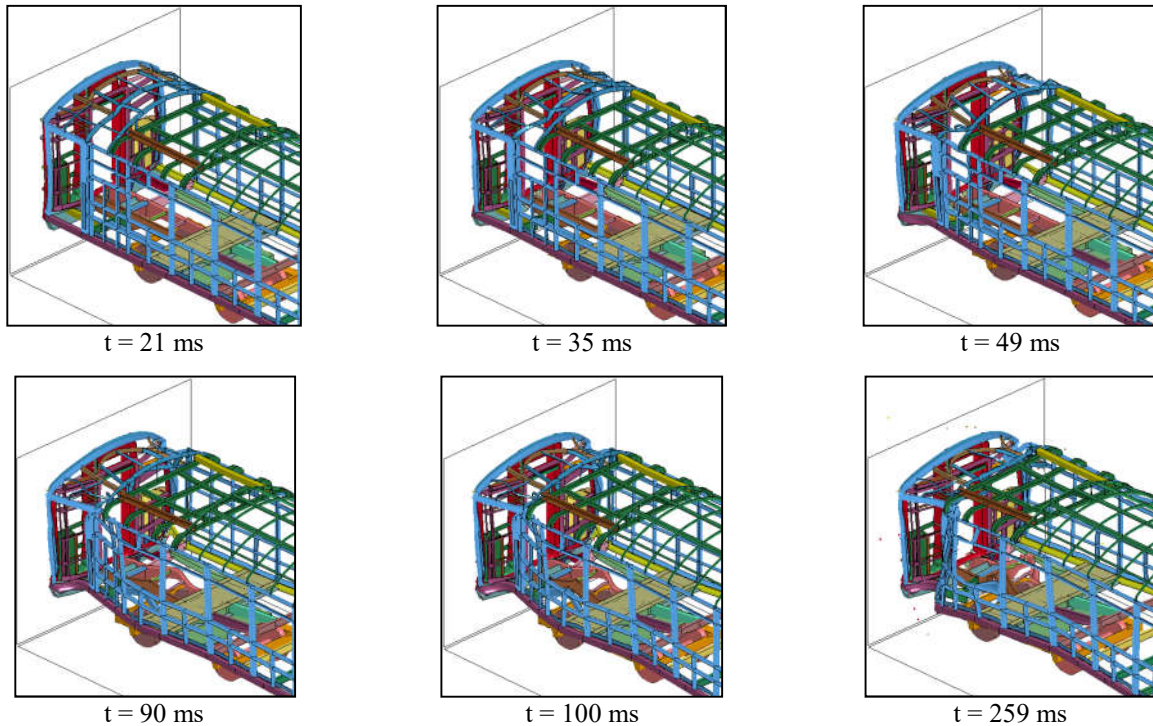 t = 21 ms
t = 35 ms
t = 49 ms
t = 90 ms
t = 100 ms
t = 259 ms